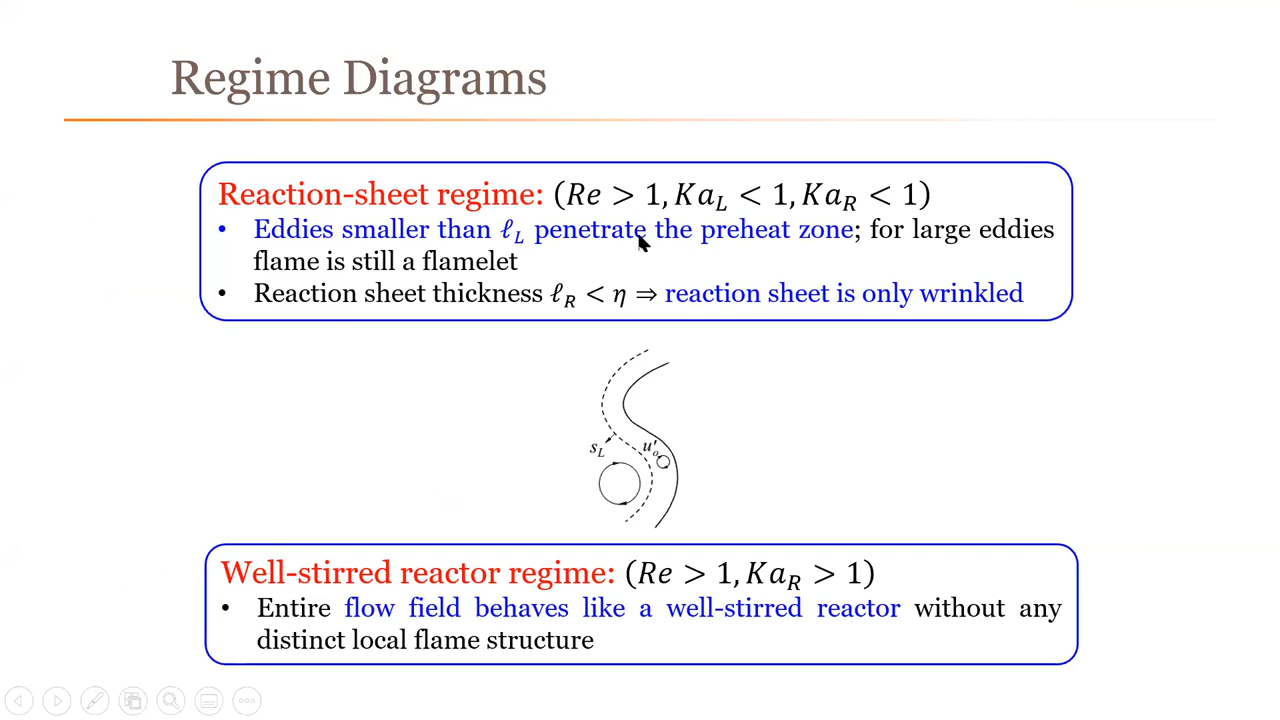 Regime Diagrams
Reaction-sheet regime: (Re > 1, Ka_L < 1, Ka_R < 1)
• Eddies smaller than ℓ_L penetrate the preheat zone; for large eddies
flame is still a flamelet
• Reaction sheet thickness ℓ_R < η ⇒ reaction sheet is only wrinkled
s_L
u'_o
Well-stirred reactor regime: (Re > 1, Ka_R > 1)
• Entire flow field behaves like a well-stirred reactor without any
distinct local flame structure